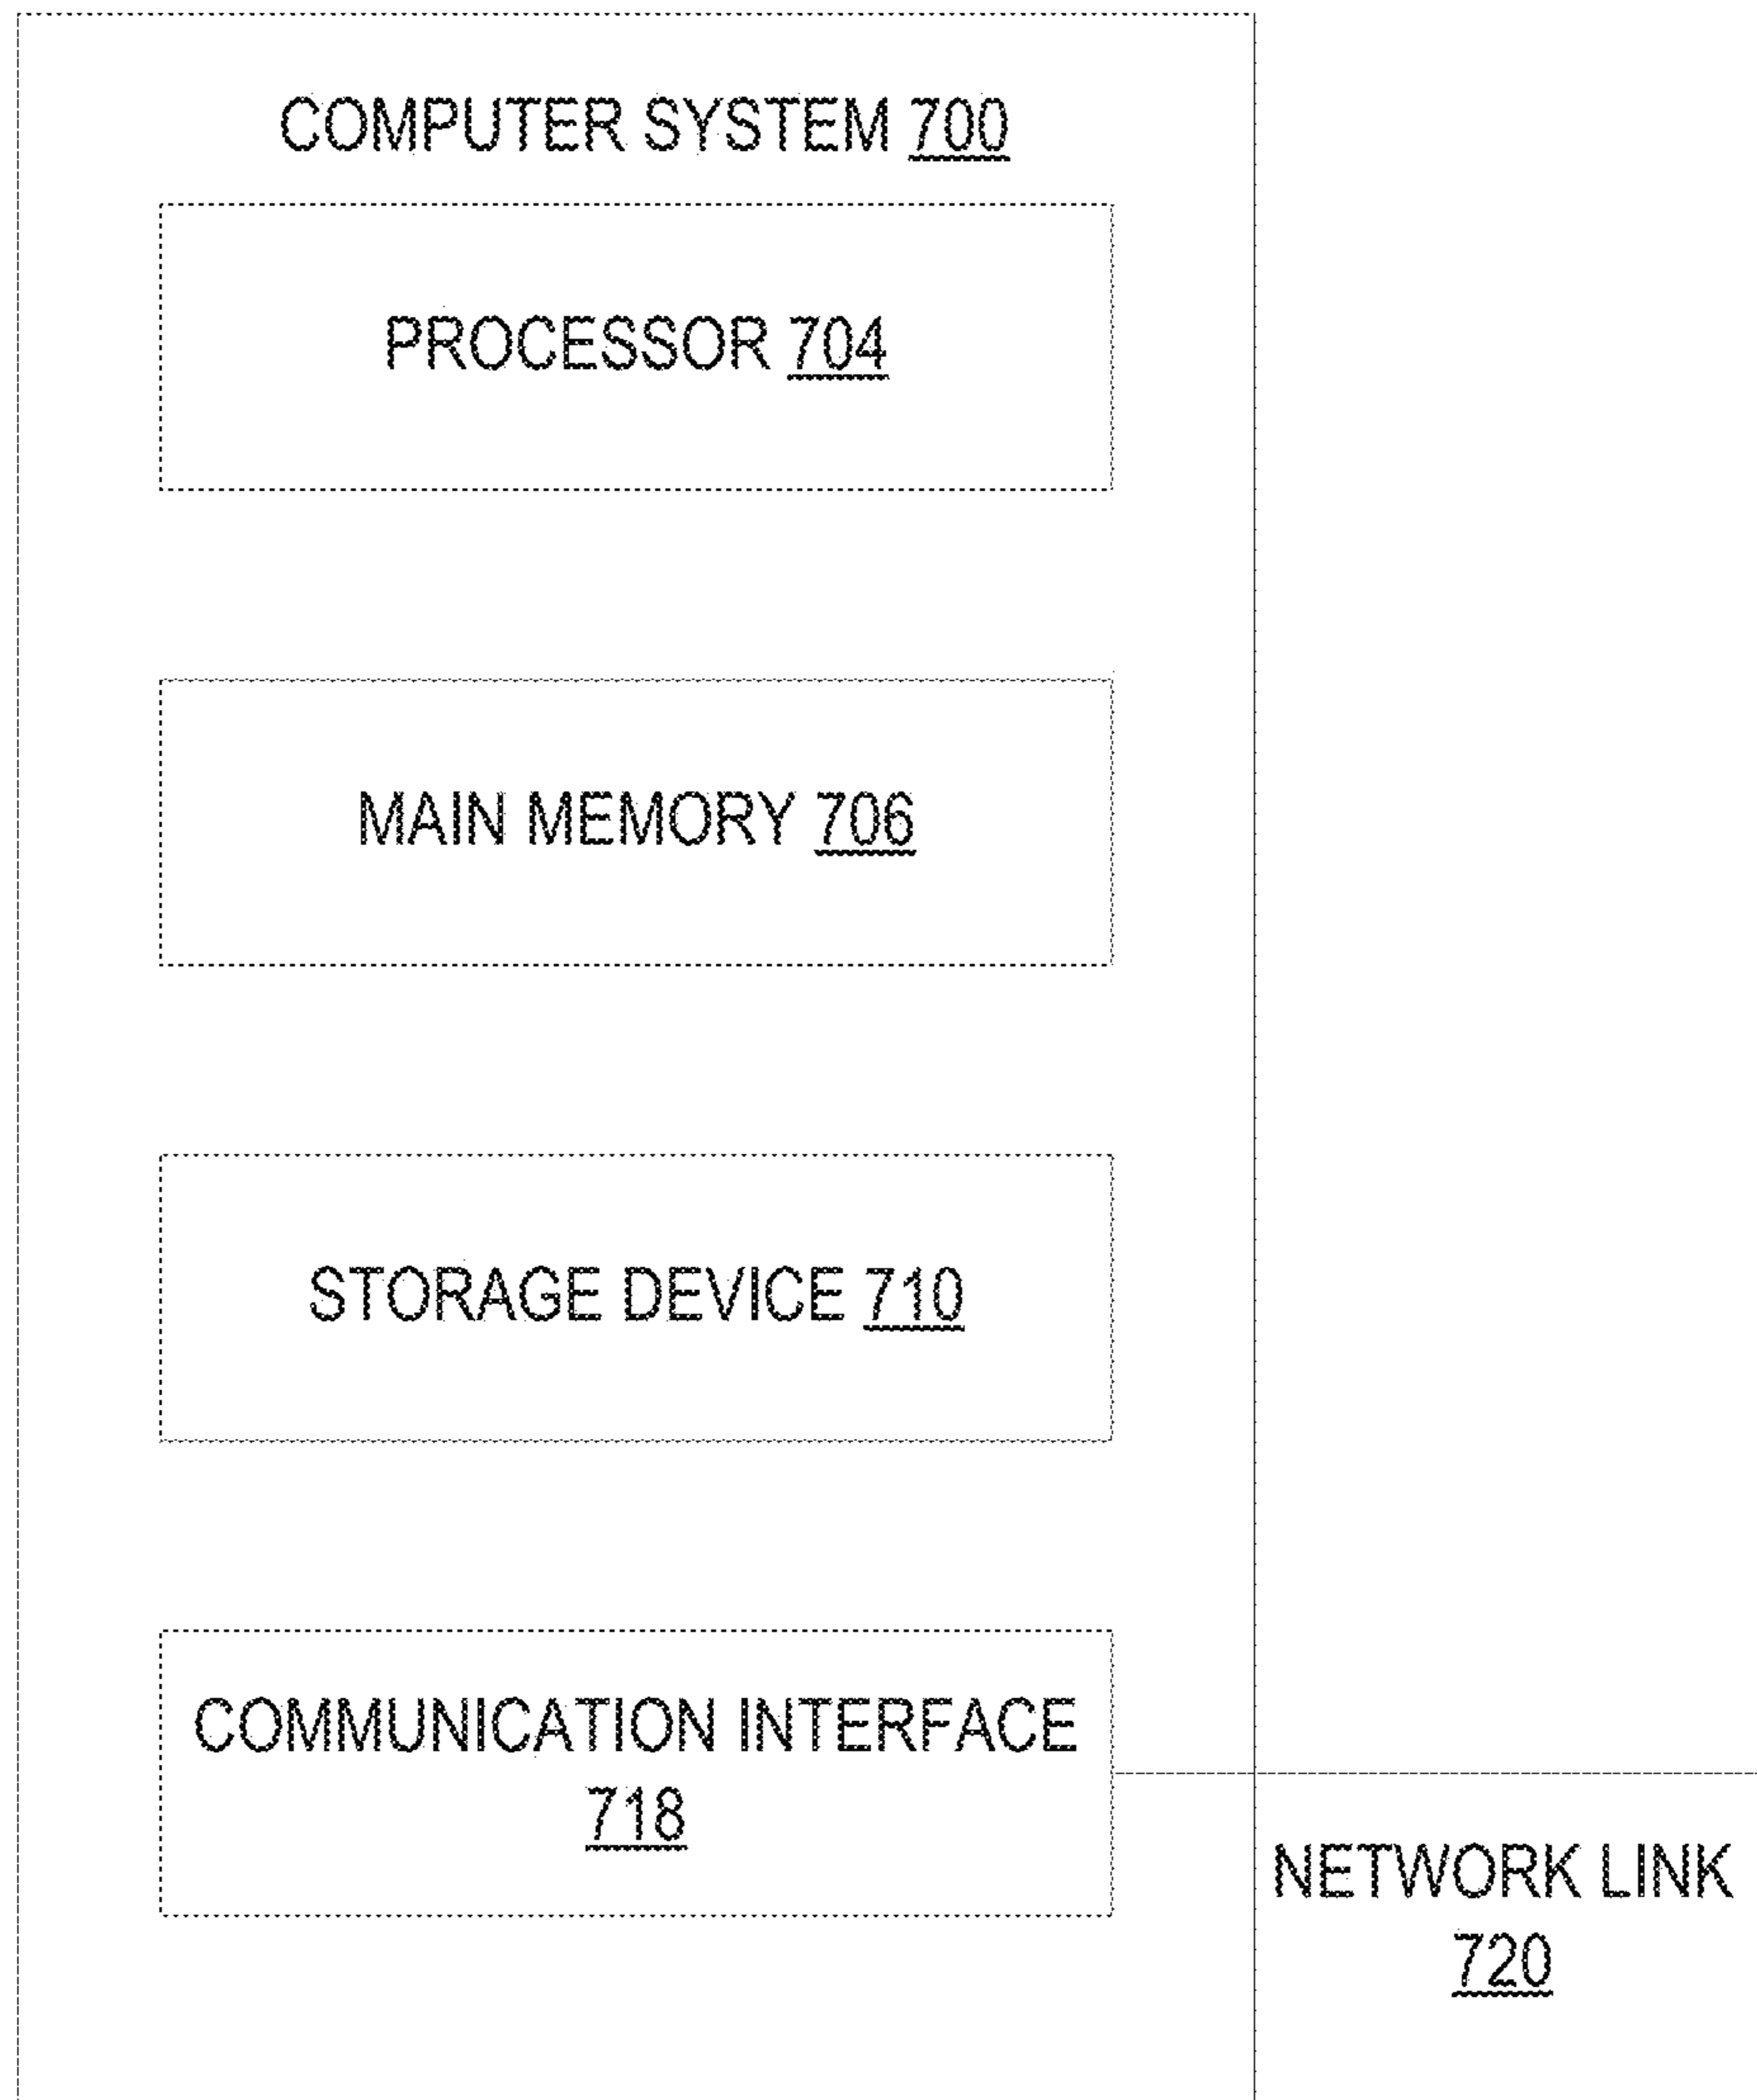 COMPUTER SYSTEM 700
PROCESSOR 704
MAIN MEMORY 706
STORAGE DEVICE 710
COMMUNICATION INTERFACE
718
NETWORK LINK
720